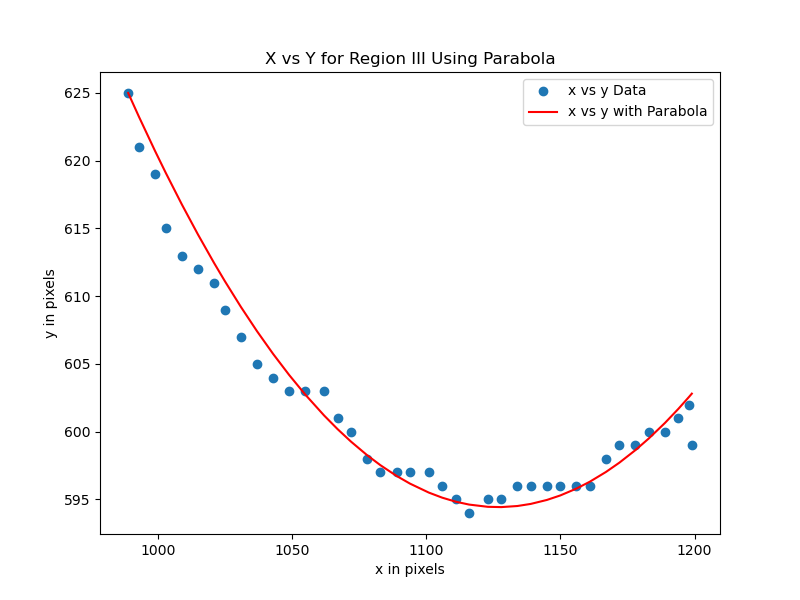 X vs Y for Region III Using Parabola
x vs y Data
x vs y with Parabola
625
620
615
610
605
600
595
y in pixels
1000 1050 1100 1150 1200
x in pixels